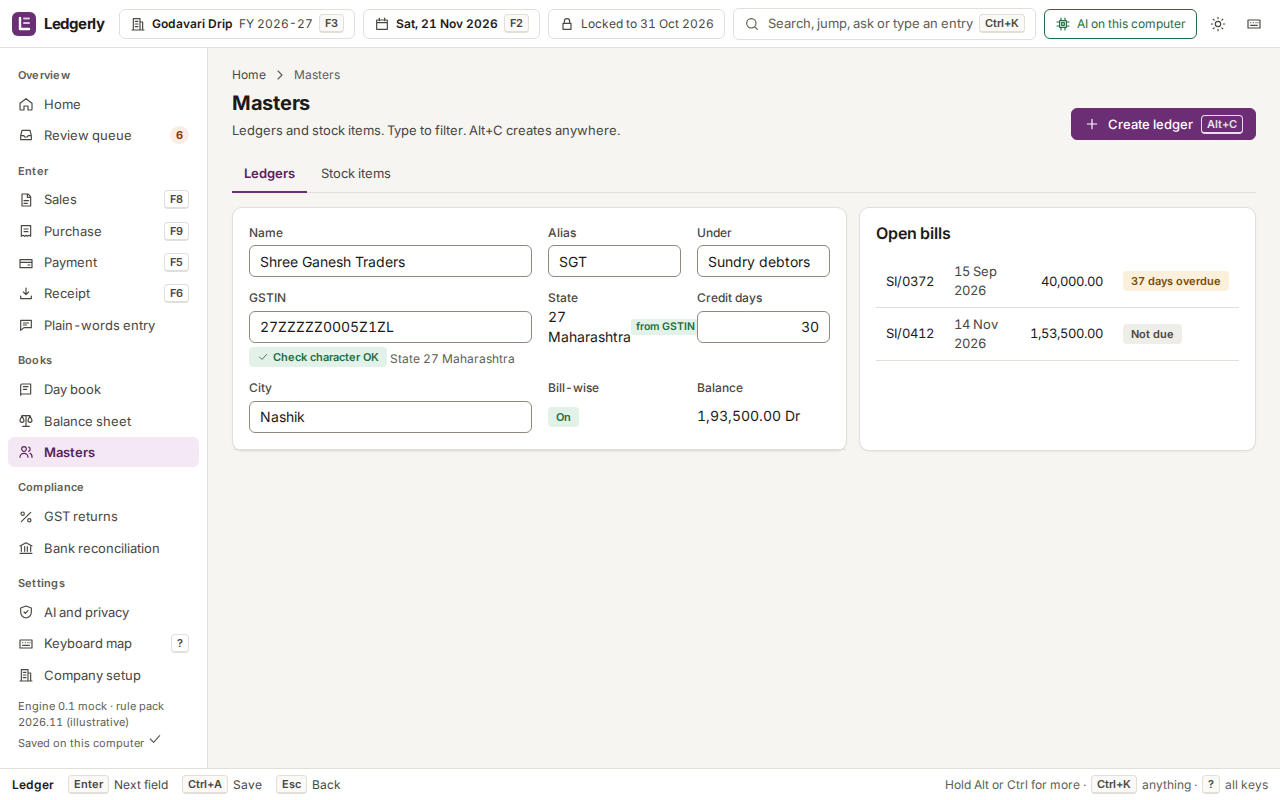 Ledgerly
Godavari Drip FY 2026-27 F3
Sat, 21 Nov 2026 F2
Locked to 31 Oct 2026
Search, jump, ask or type an entry Ctrl+K
AI on this computer
Overview
Home
Review queue 6
Enter
Sales F8
Purchase F9
Payment F5
Receipt F6
Plain-words entry
Books
Day book
Balance sheet
Masters
Compliance
GST returns
Bank reconciliation
Settings
AI and privacy
Keyboard map ?
Company setup
Engine 0.1 mock · rule pack
2026.11 (illustrative)
Saved on this computer
Home Masters
Masters
Ledgers and stock items. Type to filter. Alt+C creates anywhere.
Create ledger Alt+C
Ledgers Stock items
Name Alias Under
Shree Ganesh Traders SGT Sundry debtors
GSTIN State Credit days
27ZZZZZ0005Z1ZL 27 Maharashtra from GSTIN 30
Check character OK State 27 Maharashtra
City Bill-wise Balance
Nashik On 1,93,500.00 Dr
Open bills
SI/0372 15 Sep 2026 40,000.00 37 days overdue
SI/0412 14 Nov 2026 1,53,500.00 Not due
Ledger Enter Next field Ctrl+A Save Esc Back
Hold Alt or Ctrl for more · Ctrl+K anything · ? all keys